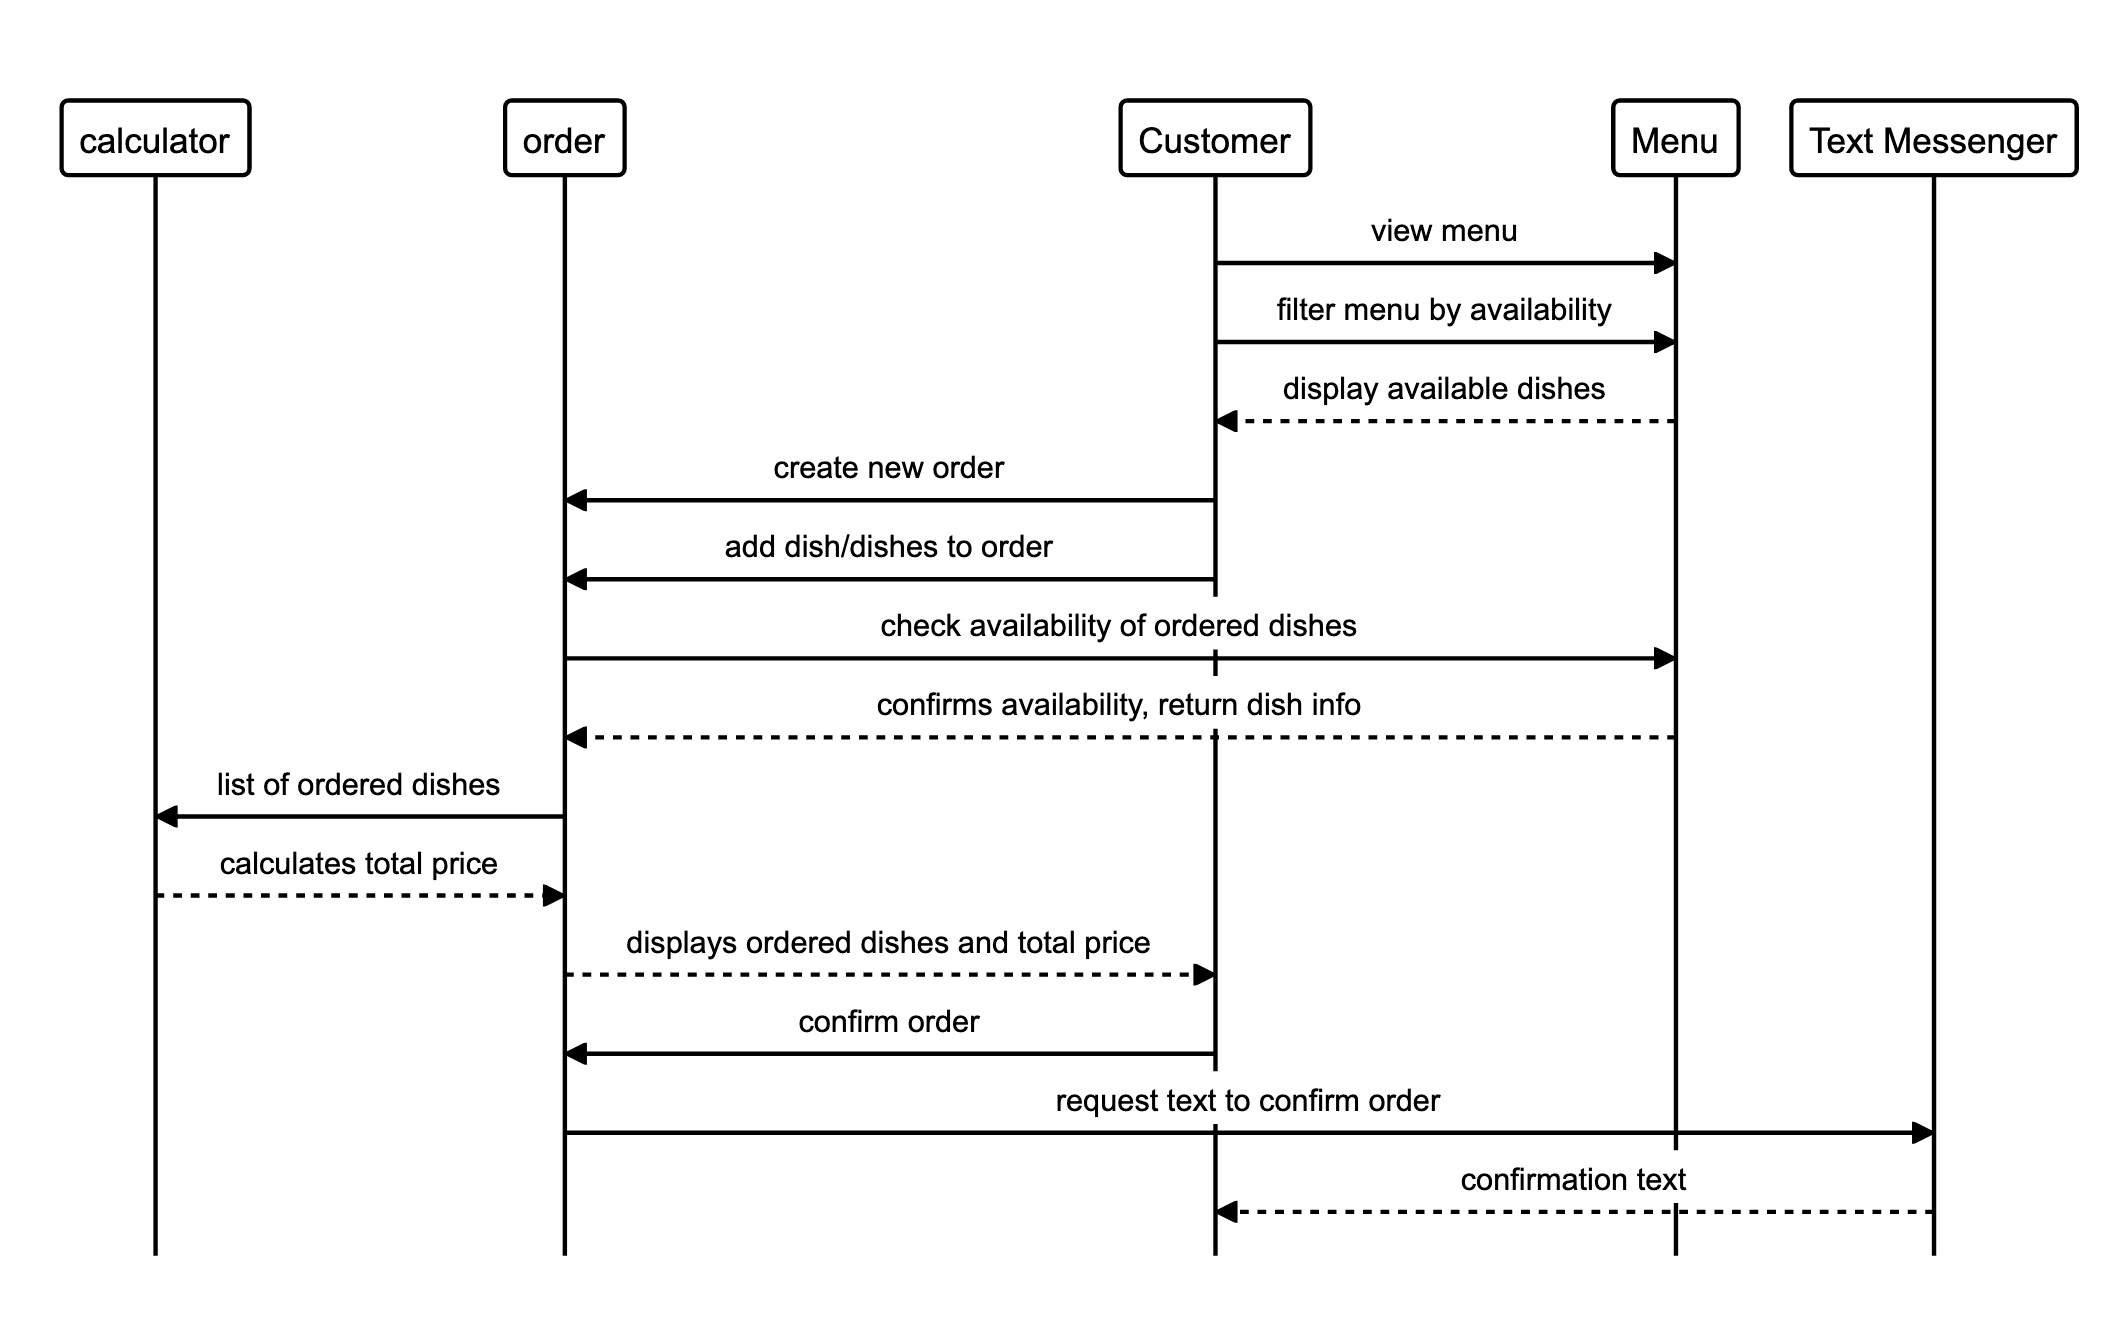 calculator
order
Customer
Menu
Text Messenger
view menu
filter menu by availability
display available dishes
create new order
add dish/dishes to order
check availability of ordered dishes
confirms availability, return dish info
list of ordered dishes
calculates total price
displays ordered dishes and total price
confirm order
request text to confirm order
confirmation text